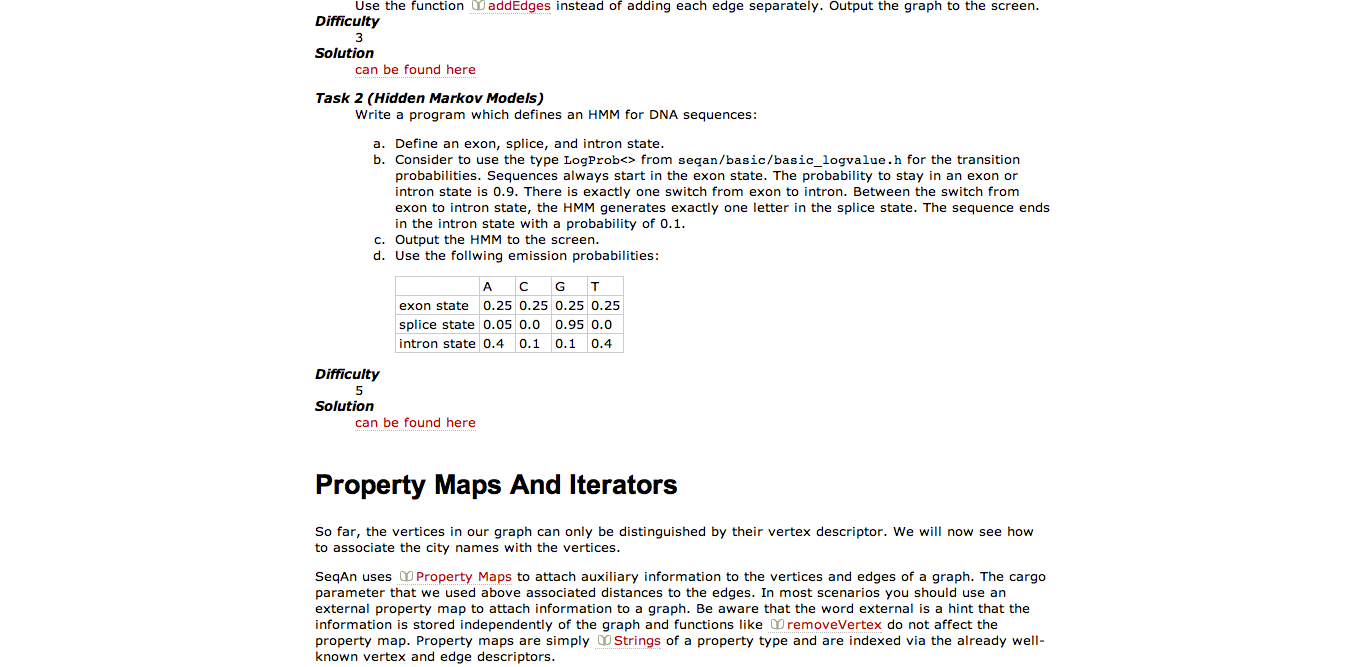 Use the function addEdges instead of adding each edge separately. Output the graph to the screen.
Difficulty
3
Solution
can be found here
Task 2 (Hidden Markov Models)
Write a program which defines an HMM for DNA sequences:
a. Define an exon, splice, and intron state.
b. Consider to use the type LogProb<> from seqan/basic/basic_logvalue.h for the transition
probabilities. Sequences always start in the exon state. The probability to stay in an exon or
intron state is 0.9. There is exactly one switch from exon to intron. Between the switch from
exon to intron state, the HMM generates exactly one letter in the splice state. The sequence ends
in the intron state with a probability of 0.1.
c. Output the HMM to the screen.
d. Use the follwing emission probabilities:
A C G T
exon state 0.25 0.25 0.25 0.25
splice state 0.05 0.0 0.95 0.0
intron state 0.4 0.1 0.1 0.4
Difficulty
5
Solution
can be found here
Property Maps And Iterators
So far, the vertices in our graph can only be distinguished by their vertex descriptor. We will now see how
to associate the city names with the vertices.
SeqAn uses Property Maps to attach auxiliary information to the vertices and edges of a graph. The cargo
parameter that we used above associated distances to the edges. In most scenarios you should use an
external property map to attach information to a graph. Be aware that the word external is a hint that the
information is stored independently of the graph and functions like removeVertex do not affect the
property map. Property maps are simply Strings of a property type and are indexed via the already well-
known vertex and edge descriptors.